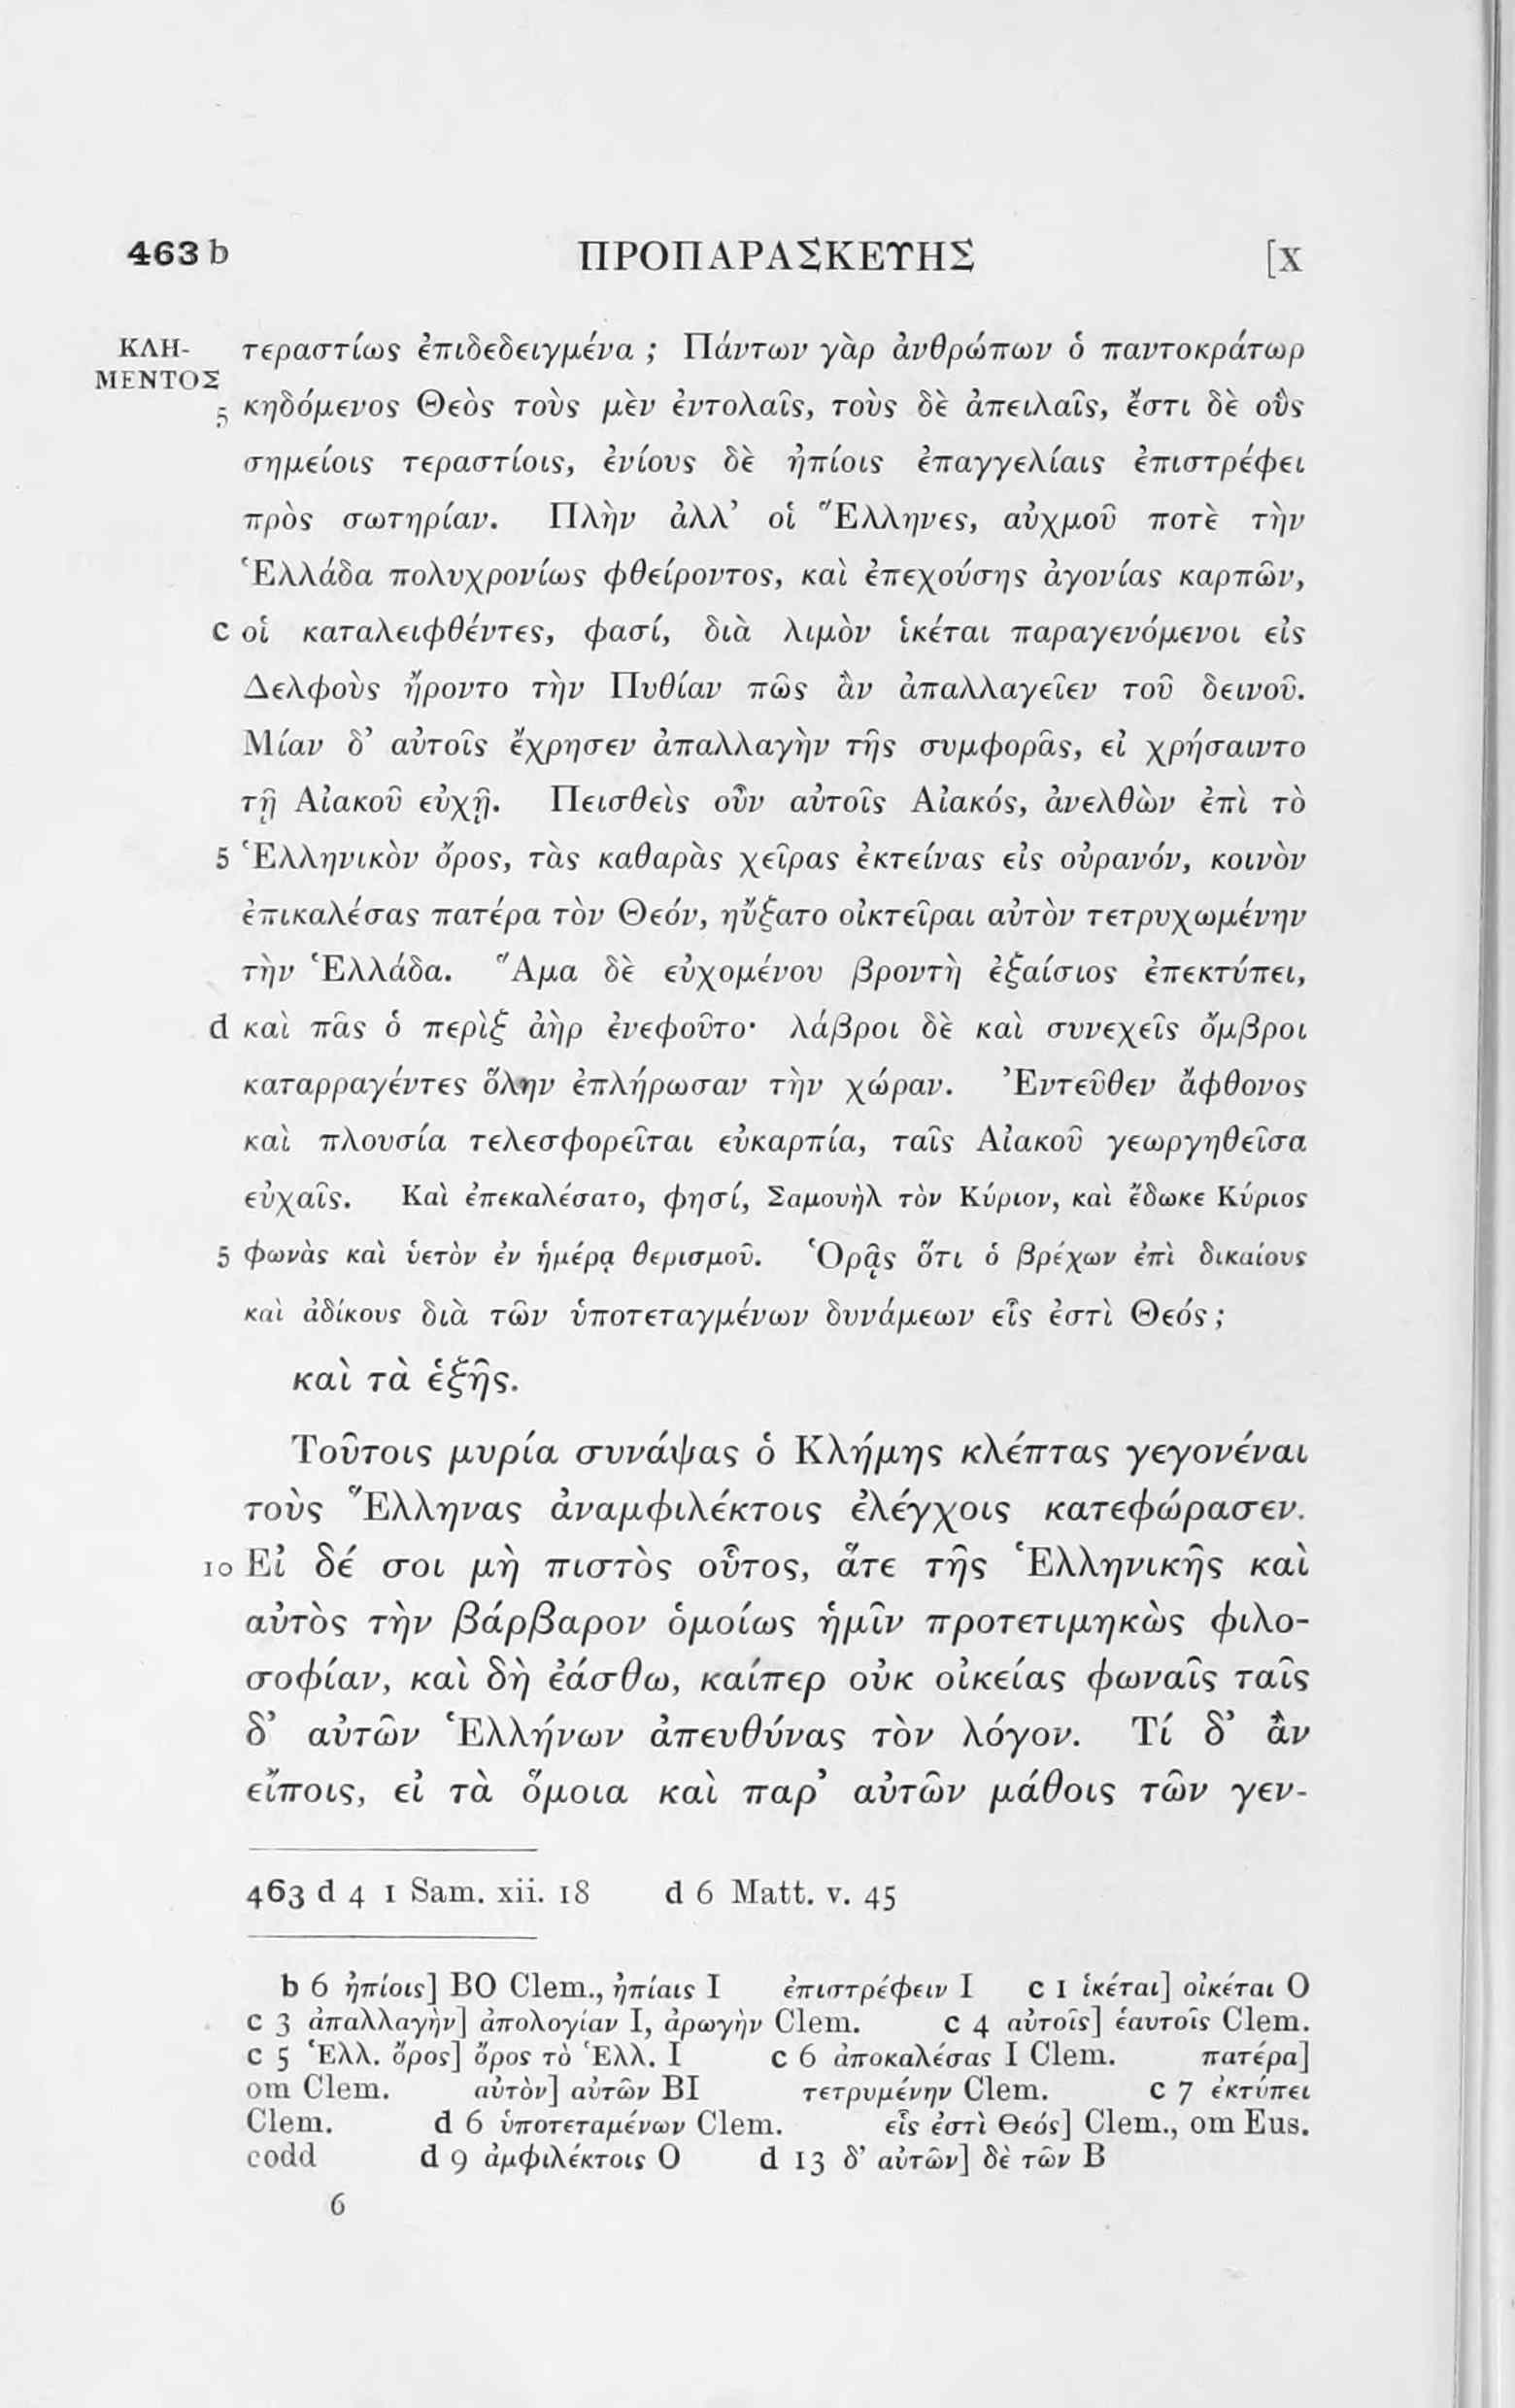 463 b ΠΡΟΠΑΡΑΣΚΕΥΗΣ [X
ΚΛΗ- τεραστίως ἐπιδεδειγμένα ; Πάντων γὰρ ἀνθρώπων ὁ παντοκράτωρ
ΜΕΝΤΟΣ
5 κηδόμενος Θεὸς τοὺς μὲν ἐντολαῖς, τοὺς δὲ ἀπειλαῖς, ἔστι δὲ οὓς
σημείοις τεραστίοις, ἐνίους δὲ ἠπίοις ἐπαγγελίαις ἐπιστρέφει
πρὸς σωτηρίαν. Πλὴν ἀλλ’ οἱ Ἕλληνες, αὐχμοῦ ποτὲ τὴν
Ἑλλάδα πολυχρονίως φθείροντος, καὶ ἐπεχούσης ἀγονίας καρπῶν,
c οἱ καταλειφθέντες, φασί, διὰ λιμὸν ἱκέται παραγενόμενοι εἰς
Δελφοὺς ἤροντο τὴν Πυθίαν πῶς ἂν ἀπαλλαγεῖεν τοῦ δεινοῦ.
Μίαν δ’ αὐτοῖς ἔχρησεν ἀπαλλαγὴν τῆς συμφορᾶς, εἰ χρήσαιντο
τῇ Αἰακοῦ εὐχῇ. Πεισθεὶς οὖν αὐτοῖς Αἰακός, ἀνελθὼν ἐπὶ τὸ
5 Ἑλληνικὸν ὄρος, τὰς καθαρὰς χεῖρας ἐκτείνας εἰς οὐρανόν, κοινὸν
ἐπικαλέσας πατέρα τὸν Θεόν, ηὔξατο οἰκτεῖραι αὐτὸν τετρυχωμένην
τὴν Ἑλλάδα. Ἅμα δὲ εὐχομένου βροντὴ ἐξαίσιος ἐπεκτύπει,
d καὶ πᾶς ὁ περὶξ ἀὴρ ἐνεφοῦτο· λάβροι δὲ καὶ συνεχεῖς ὄμβροι
καταρραγέντες ὅλην ἐπλήρωσαν τὴν χώραν. Ἐντεῦθεν ἄφθονος
καὶ πλουσία τελεσφορεῖται εὐκαρπία, ταῖς Αἰακοῦ γεωργηθεῖσα
εὐχαῖς. Καὶ ἐπεκαλέσατο, φησί, Σαμουὴλ τὸν Κύριον, καὶ ἔδωκε Κύριος
5 φωνὰς καὶ ὑετὸν ἐν ἡμέρᾳ θερισμοῦ. Ὁρᾷς ὅτι ὁ βρέχων ἐπὶ δικαίους
καὶ ἀδίκους διὰ τῶν ὑποτεταγμένων δυνάμεων εἷς ἐστὶ Θεός ;
καὶ τὰ ἑξῆς.
Τούτοις μυρία συνάψας ὁ Κλήμης κλέπτας γεγονέναι
τοὺς Ἕλληνας ἀναμφιλέκτοις ἐλέγχοις κατεφώρασεν.
10 Εἰ δέ σοι μὴ πιστὸς οὗτος, ἅτε τῆς Ἑλληνικῆς καὶ
αὐτὸς τὴν βάρβαρον ὁμοίως ἡμῖν προτετιμηκὼς φιλο-
σοφίαν, καὶ δὴ ἐάσθω, καίπερ οὐκ οἰκείας φωναῖς ταῖς
δ’ αὐτῶν Ἑλλήνων ἀπευθύνας τὸν λόγον. Τί δ’ ἂν
εἴποις, εἰ τὰ ὅμοια καὶ παρ’ αὐτῶν μάθοις τῶν γεν-
463 d 4 1 Sam. xii. 18 d 6 Matt. v. 45
b 6 ἠπίοις] BO Clem., ἠπίαις I ἐπιστρέφειν I c 1 ἱκέται] οἰκέται O
c 3 ἀπαλλαγὴν] ἀπολογίαν I, ἀρωγὴν Clem. c 4 αὐτοῖς] ἑαυτοῖς Clem.
c 5 Ἑλλ. ὄρος] ὄρος τὸ Ἑλλ. I c 6 ἀποκαλέσας I Clem. πατέρα]
om Clem. αὐτὸν] αὐτῶν BI τετρυμένην Clem. c 7 ἐκτύπει
Clem. d 6 ὑποτεταμένων Clem. εἷς ἐστὶ Θεός] Clem., om Eus.
codd d 9 ἀμφιλέκτοις O d 13 δ’ αὐτῶν] δὲ τῶν B
6